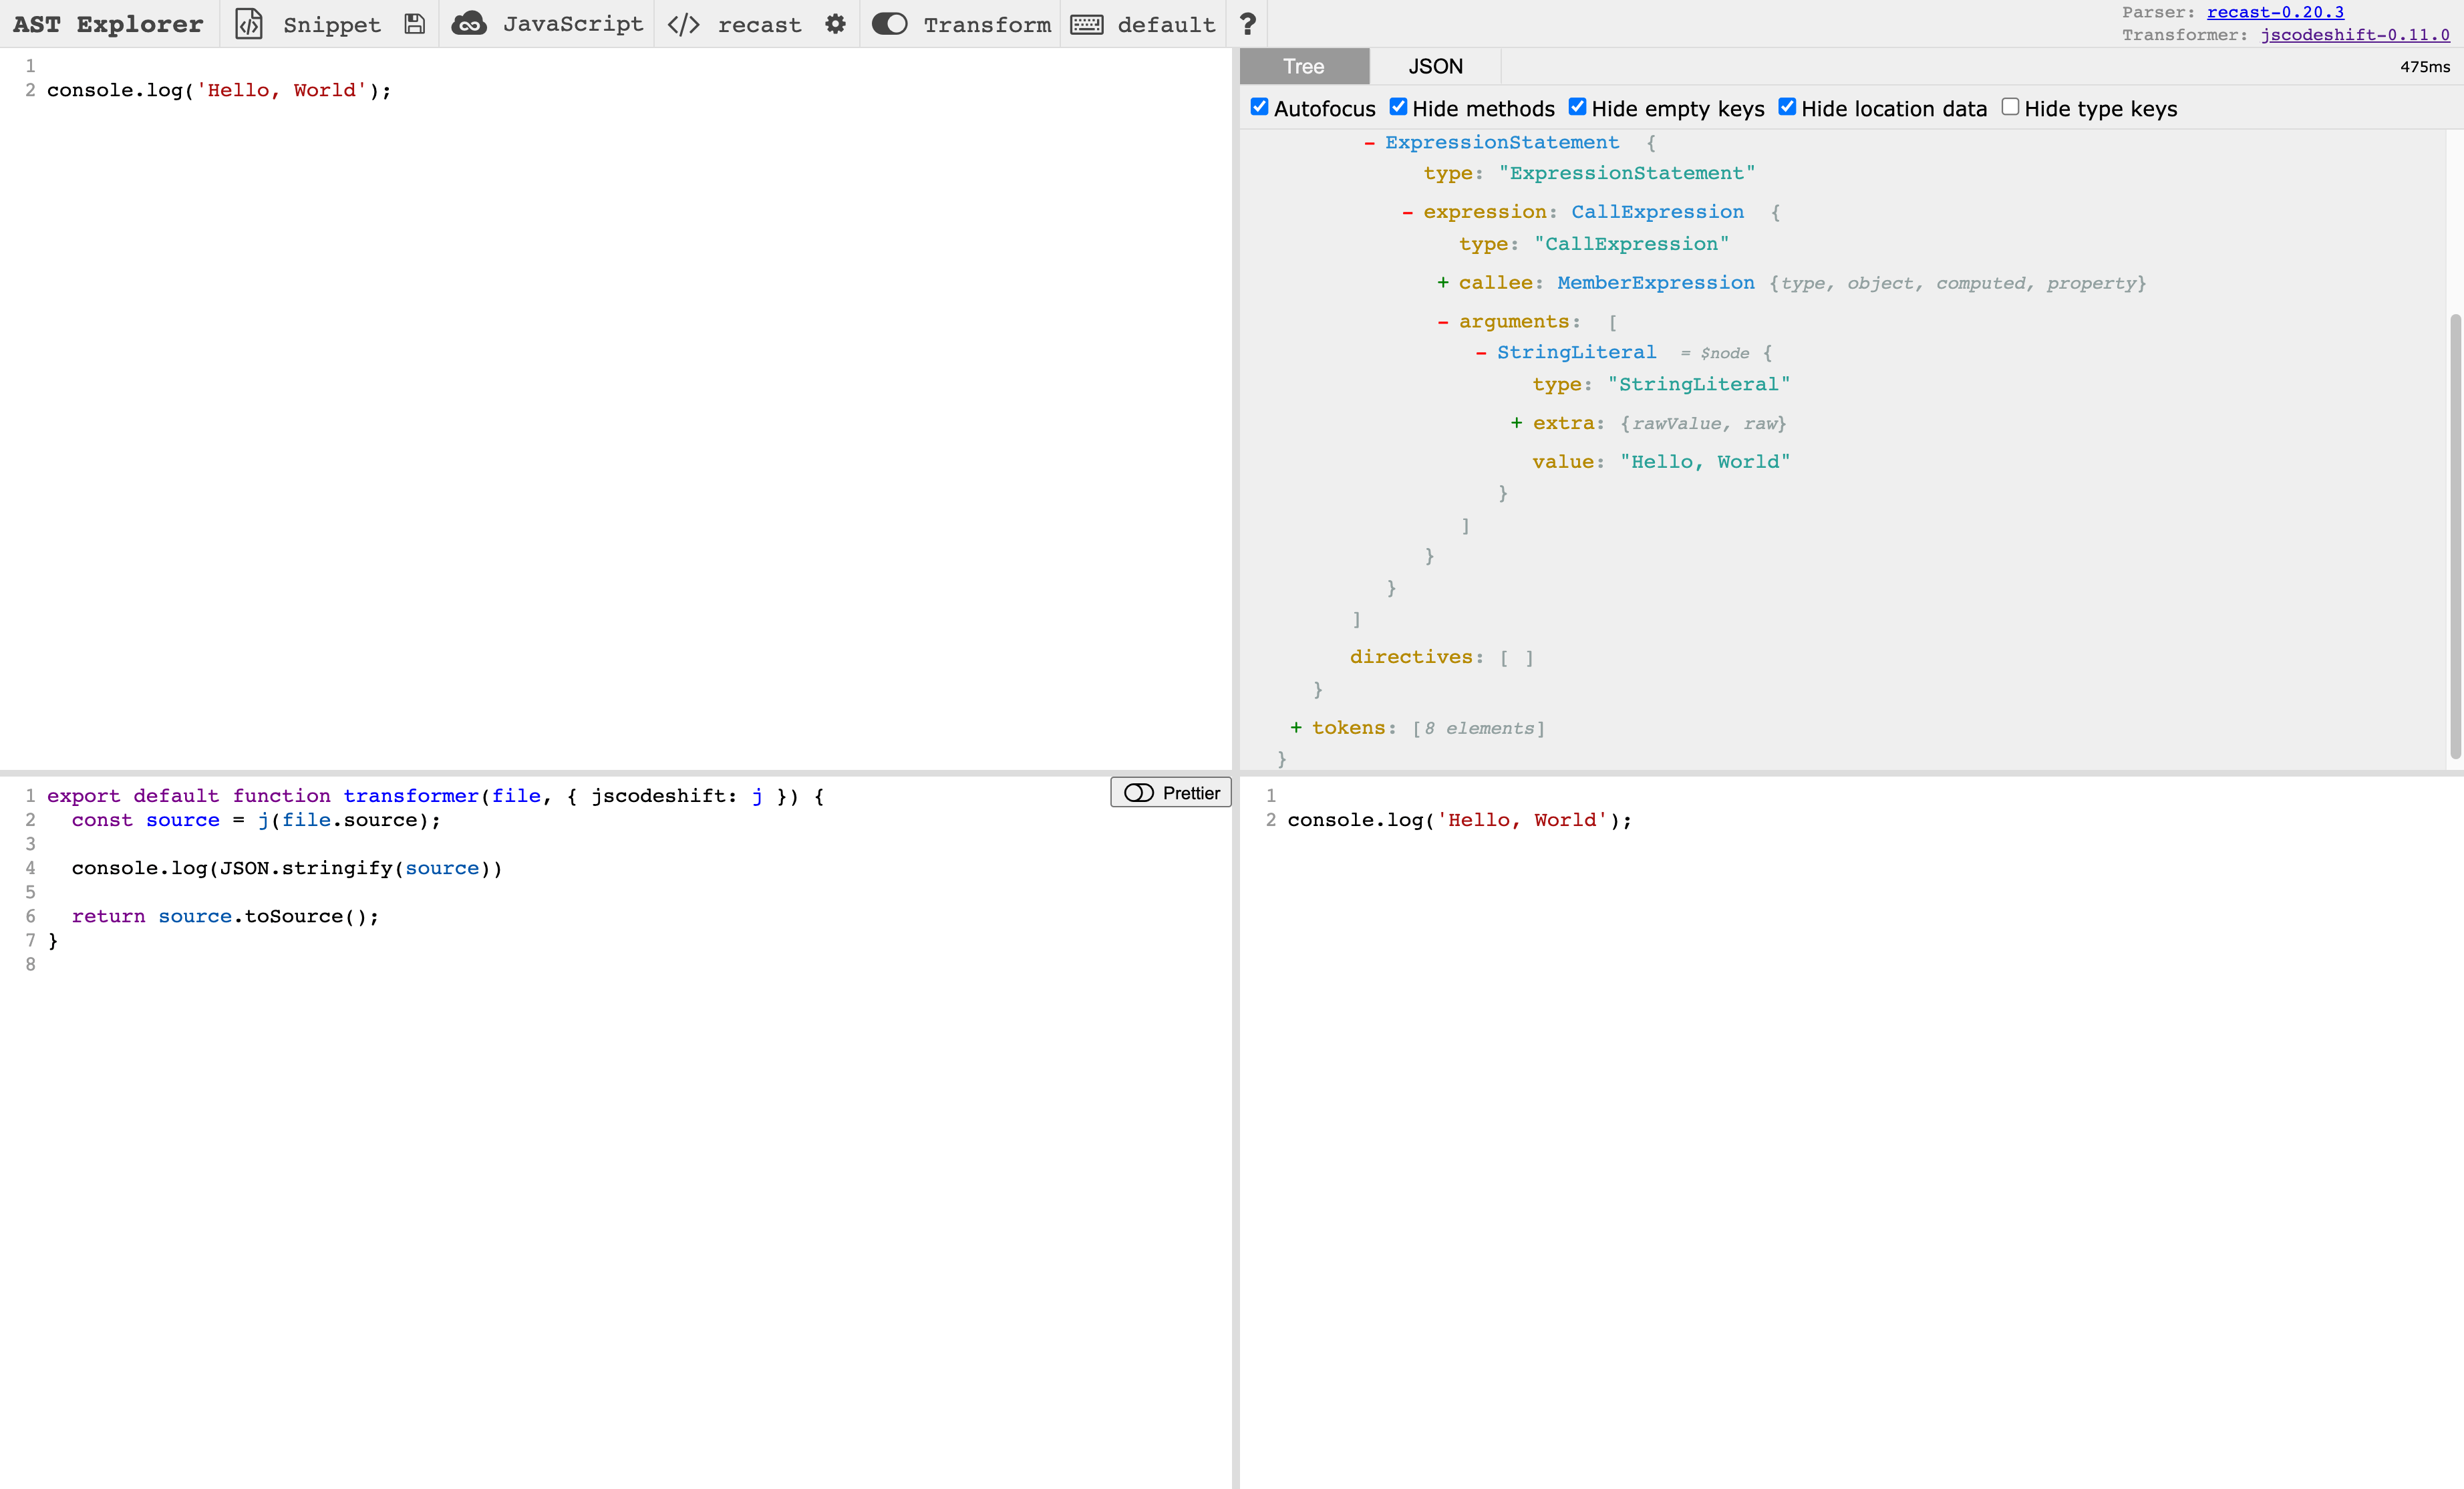 AST Explorer Snippet JavaScript </> recast Transform default ?
Parser: recast-0.20.3
Transformer: jscodeshift-0.11.0
1
2 console.log('Hello, World');
Tree JSON 475ms
Autofocus Hide methods Hide empty keys Hide location data Hide type keys
- ExpressionStatement {
type: "ExpressionStatement"
- expression: CallExpression {
type: "CallExpression"
+ callee: MemberExpression {type, object, computed, property}
- arguments: [
- StringLiteral = $node {
type: "StringLiteral"
+ extra: {rawValue, raw}
value: "Hello, World"
}
]
}
}
]
directives: [ ]
}
+ tokens: [8 elements]
}
1 export default function transformer(file, { jscodeshift: j }) {
2 const source = j(file.source);
3
4 console.log(JSON.stringify(source))
5
6 return source.toSource();
7 }
8
Prettier
1
2 console.log('Hello, World');